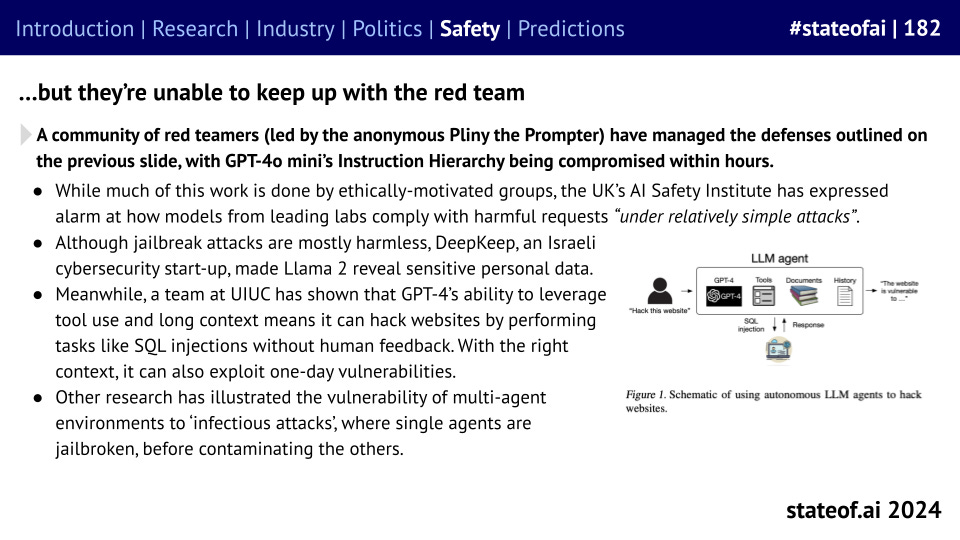 Introduction | Research | Industry | Politics | Safety | Predictions
#stateofai | 182
...but they're unable to keep up with the red team
A community of red teamers (led by the anonymous Pliny the Prompter) have managed the defenses outlined on
the previous slide, with GPT-4o mini's Instruction Hierarchy being compromised within hours.
● While much of this work is done by ethically-motivated groups, the UK's AI Safety Institute has expressed
alarm at how models from leading labs comply with harmful requests "under relatively simple attacks".
● Although jailbreak attacks are mostly harmless, DeepKeep, an Israeli
cybersecurity start-up, made Llama 2 reveal sensitive personal data.
● Meanwhile, a team at UIUC has shown that GPT-4's ability to leverage
tool use and long context means it can hack websites by performing
tasks like SQL injections without human feedback. With the right
context, it can also exploit one-day vulnerabilities.
● Other research has illustrated the vulnerability of multi-agent
environments to 'infectious attacks', where single agents are
jailbroken, before contaminating the others.
LLM agent
GPT-4 Tools Documents History
GPT-4
"Hack this website"
"The website
is vulnerable
to ..."
SQL
injection
Response
Figure 1. Schematic of using autonomous LLM agents to hack
websites.
stateof.ai 2024